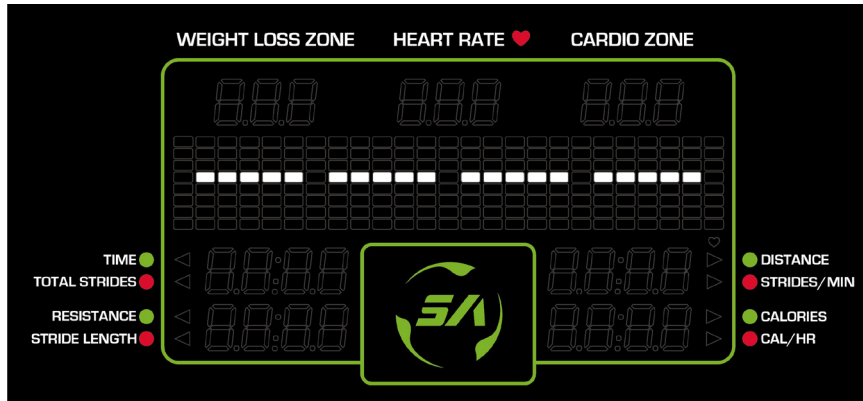 WEIGHT LOSS ZONE HEART RATE CARDIO ZONE
TIME
TOTAL STRIDES
RESISTANCE
STRIDE LENGTH
SA
DISTANCE
STRIDES/MIN
CALORIES
CAL/HR